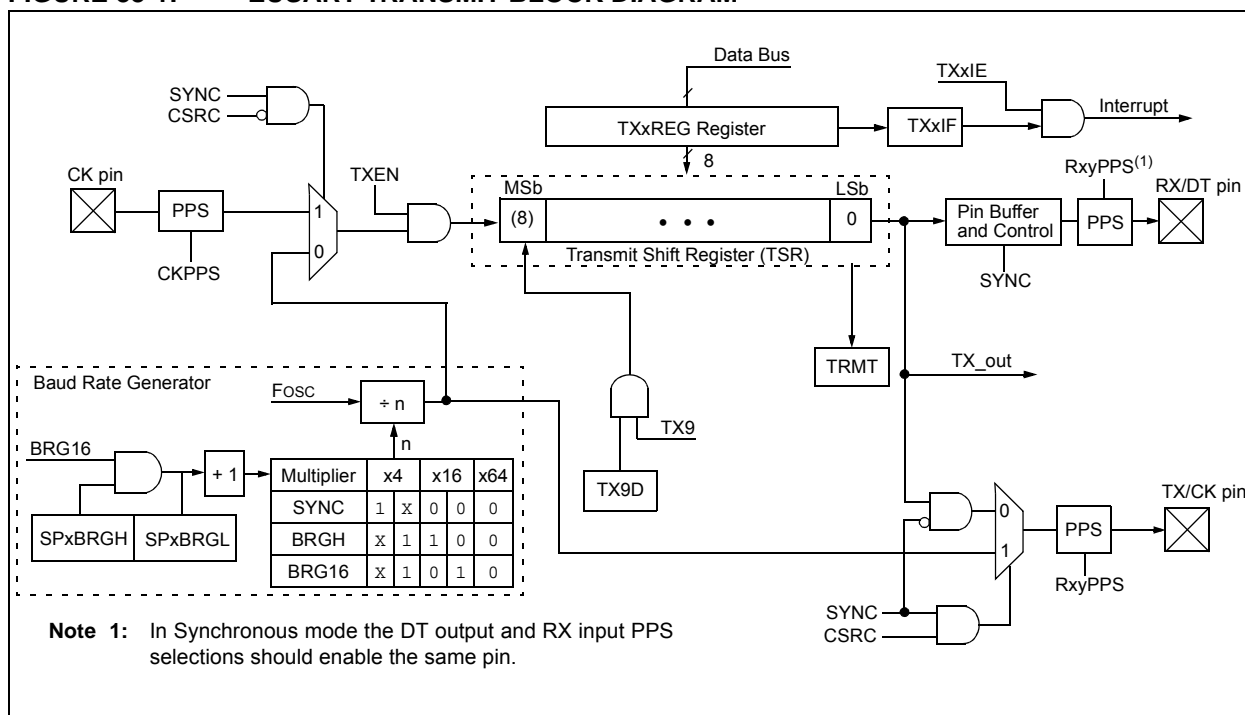 FIGURE 33-1: EUSART TRANSMIT BLOCK DIAGRAM
Data Bus
TXxIE
SYNC
CSRC
TXxREG Register
TXxIF
Interrupt
8
CK pin
TXEN
MSb
LSb
RxyPPS(1)
RX/DT pin
PPS
1
0
(8)
• • •
0
Pin Buffer
and Control
PPS
CKPPS
Transmit Shift Register (TSR)
SYNC
TRMT
TX_out
Baud Rate Generator
FOSC
÷ n
n
TX9
TX9D
BRG16
+ 1
SPxBRGH SPxBRGL
Multiplier x4 x16 x64
SYNC 1 X 0 0 0
BRGH X 1 1 0 0
BRG16 X 1 0 1 0
TX/CK pin
0
1
PPS
RxyPPS
SYNC
CSRC
Note 1: In Synchronous mode the DT output and RX input PPS
selections should enable the same pin.